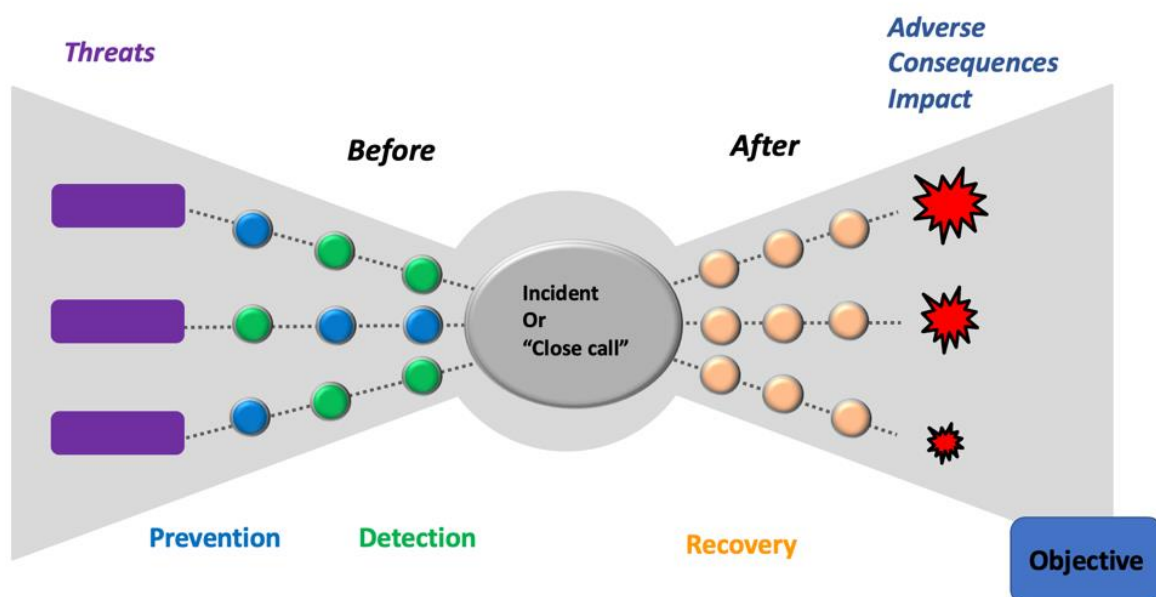 Threats
Adverse
Consequences
Impact
Before
After
Incident
Or
“Close call”
Prevention
Detection
Recovery
Objective